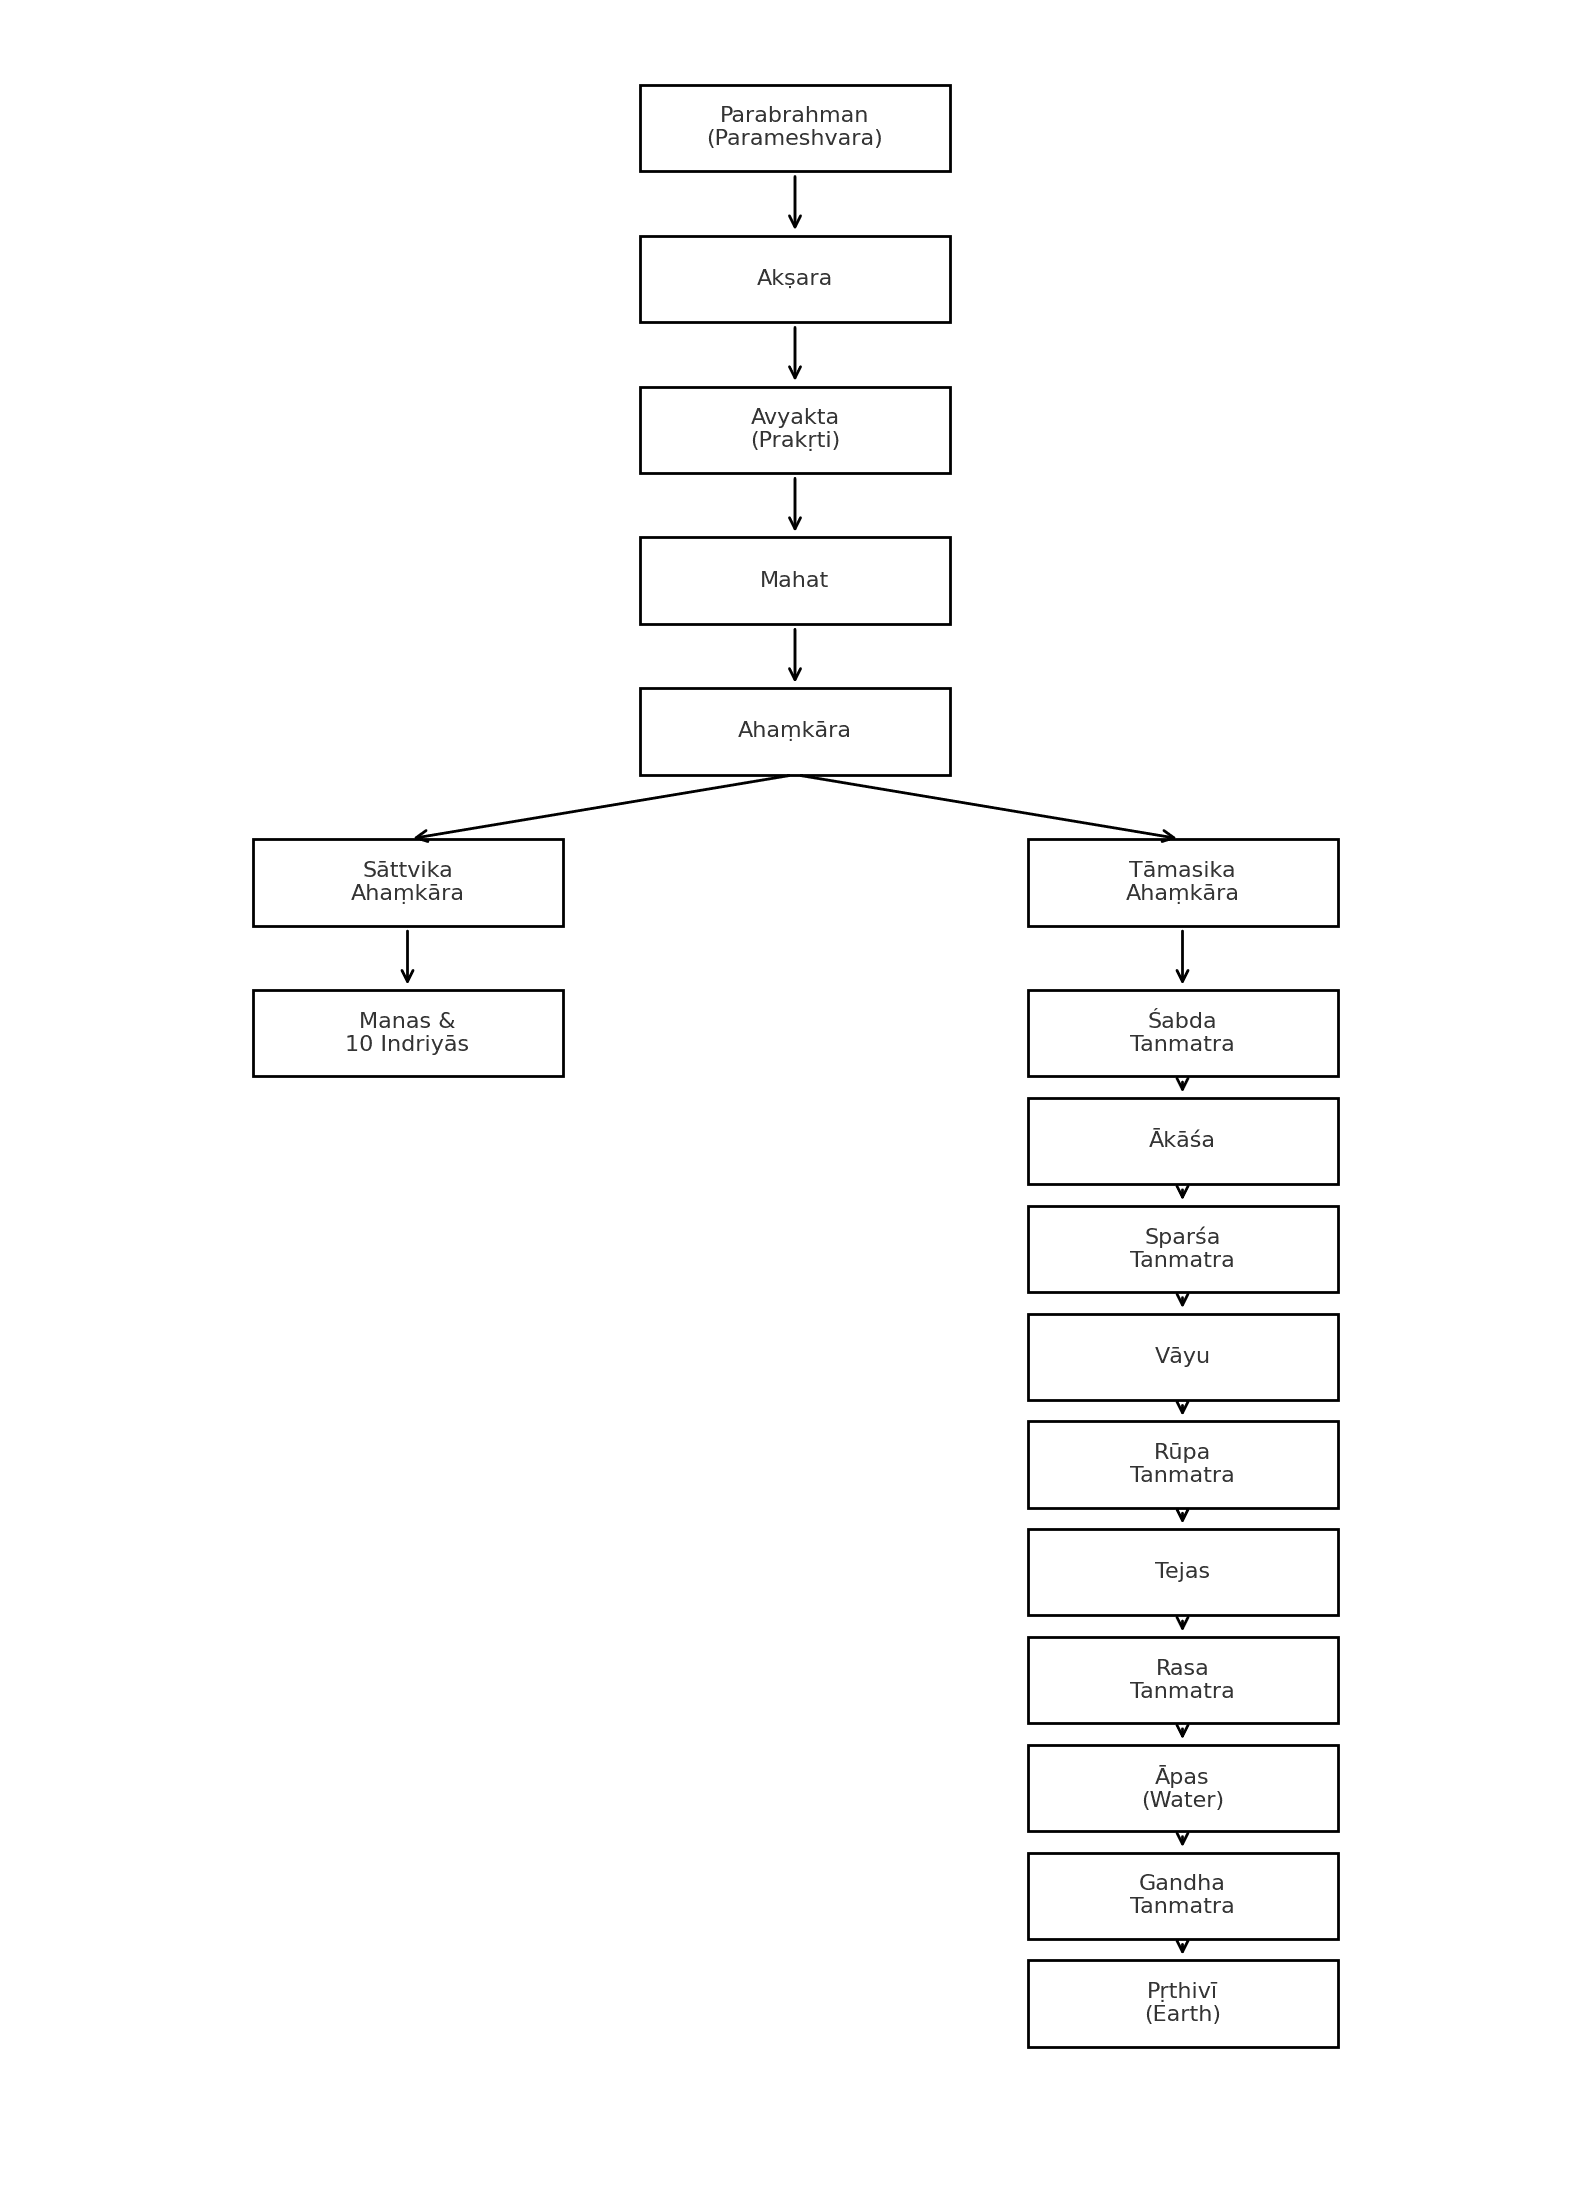 Parabrahman
(Parameshvara)
Akṣara
Avyakta
(Prakṛti)
Mahat
Ahaṃkāra
Sāttvika
Ahaṃkāra
Tāmasika
Ahaṃkāra
Manas &
10 Indriyās
Śabda
Tanmatra
Ākāśa
Sparśa
Tanmatra
Vāyu
Rūpa
Tanmatra
Tejas
Rasa
Tanmatra
Āpas
(Water)
Gandha
Tanmatra
Pṛthivī
(Earth)